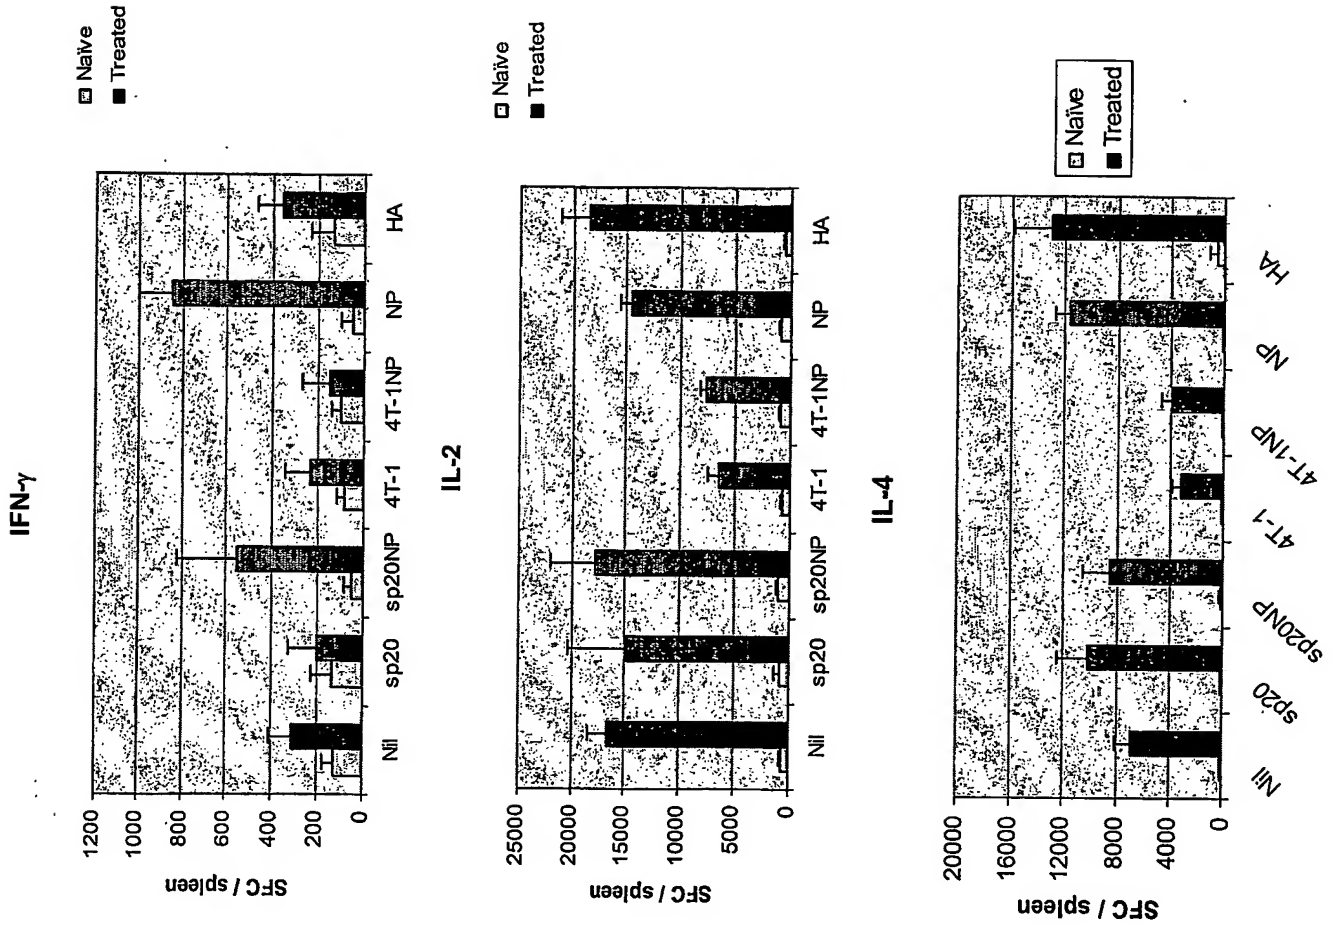 IFN-γ
Naïve
Treated
1200
1000
800
600
400
200
0
SFC / spleen
Nil
sp20
sp20NP
4T-1
4T-1NP
NP
HA
IL-2
Naïve
Treated
25000
20000
15000
10000
5000
0
SFC / spleen
Nil
sp20
sp20NP
4T-1
4T-1NP
NP
HA
IL-4
Naïve
Treated
20000
16000
12000
8000
4000
0
SFC / spleen
Nil
sp20
sp20NP
4T-1
4T-1NP
NP
HA